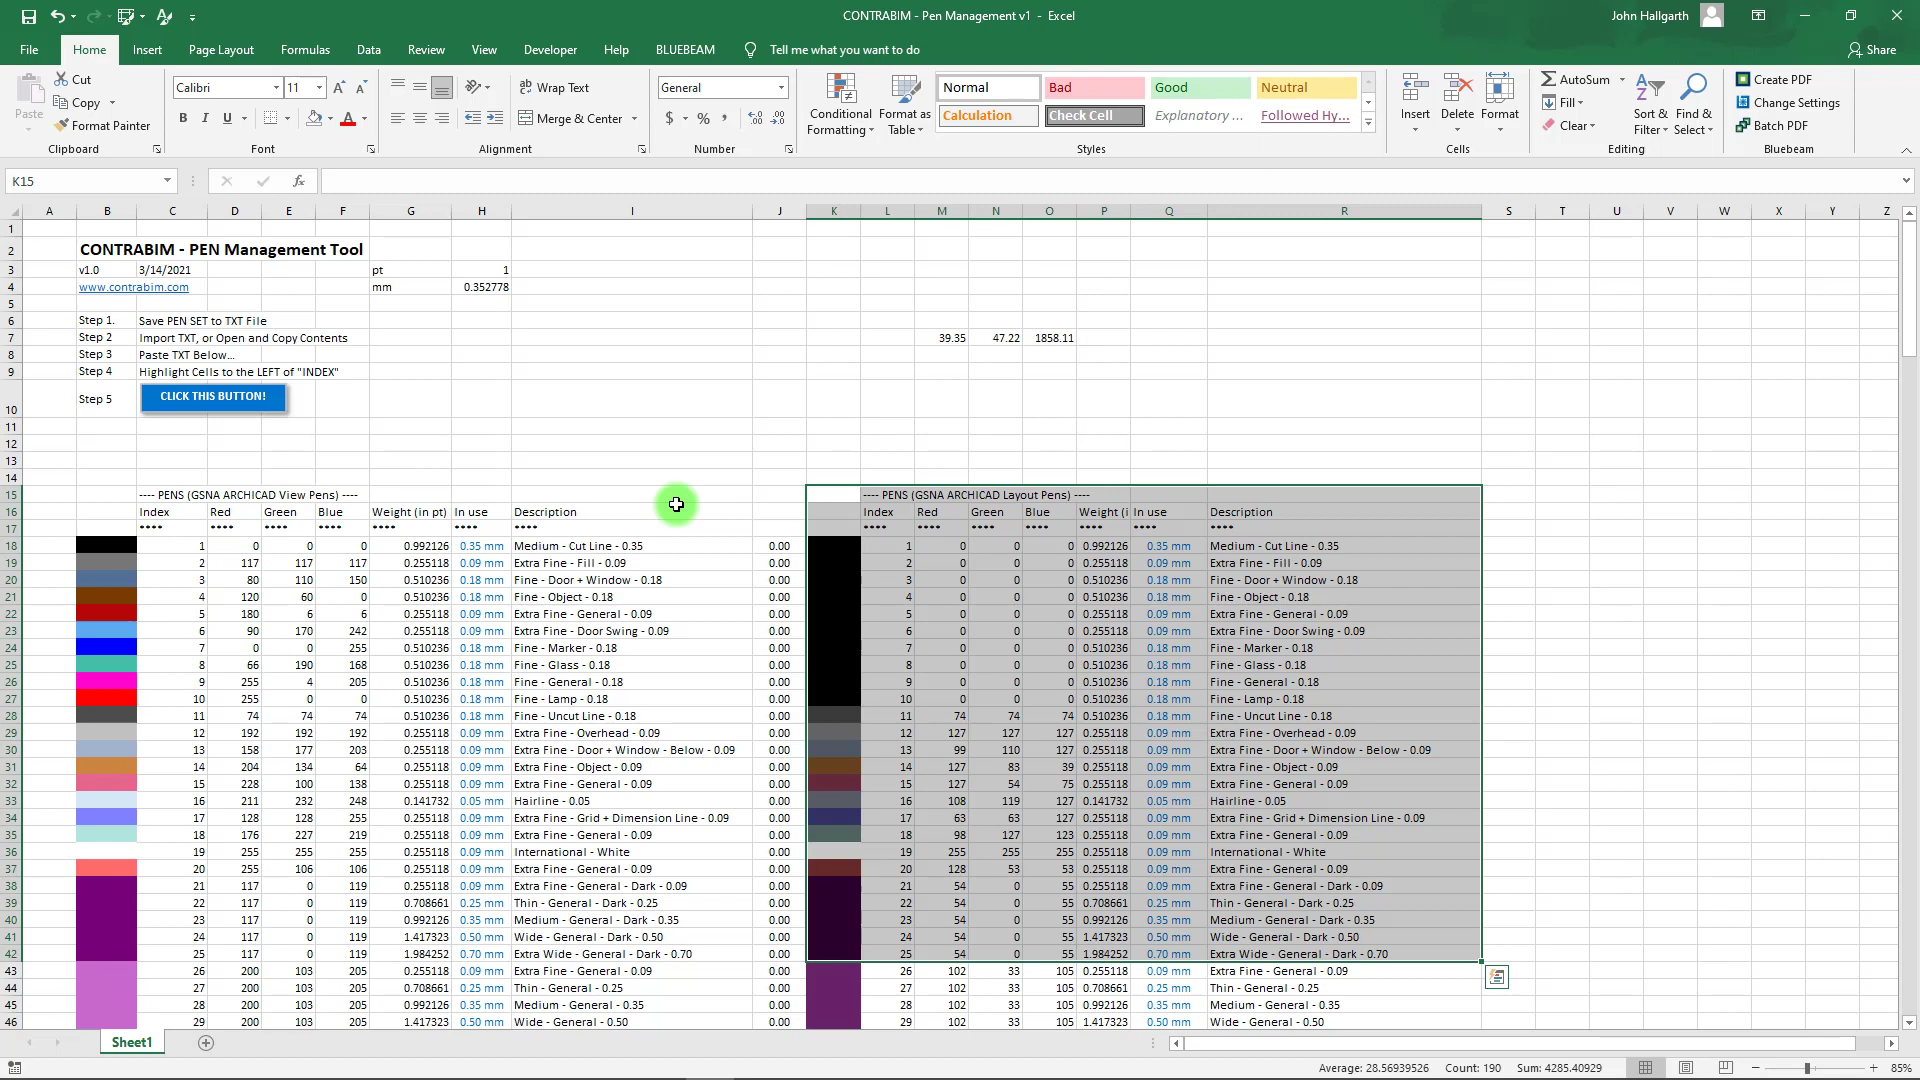 CONTRABIM - Pen Management v1 - Excel
John Hallgarth
File Home Insert Page Layout Formulas Data Review View Developer Help BLUEBEAM Tell me what you want to do Share
Paste Cut Copy Format Painter Clipboard
Calibri 11 B I U A Font
Wrap Text Merge & Center Alignment
General $ % , Number
Conditional Formatting Format as Table
Normal Bad Good Neutral
Calculation Check Cell Explanatory ... Followed Hy... Styles
Insert Delete Format Cells
AutoSum Fill Clear Sort & Filter Find & Select Editing
Create PDF Change Settings Batch PDF Bluebeam
K15 fx
A B C D E F G H I J K L M N O P Q R S T U V W X Y Z
1
2 CONTRABIM - PEN Management Tool
3 v1.0 3/14/2021 pt 1
4 www.contrabim.com mm 0.352778
5
6 Step 1. Save PEN SET to TXT File
7 Step 2 Import TXT, or Open and Copy Contents 39.35 47.22 1858.11
8 Step 3 Paste TXT Below...
9 Step 4 Highlight Cells to the LEFT of "INDEX"
10 Step 5 CLICK THIS BUTTON!
11
12
13
14
15 ---- PENS (GSNA ARCHICAD View Pens) ---- ---- PENS (GSNA ARCHICAD Layout Pens) ----
16 Index Red Green Blue Weight (in pt) In use Description Index Red Green Blue Weight (i In use Description
17 **** **** **** **** **** **** **** **** **** **** **** **** **** ****
18 1 0 0 0 0.992126 0.35 mm Medium - Cut Line - 0.35 0.00 1 0 0 0 0.992126 0.35 mm Medium - Cut Line - 0.35
19 2 117 117 117 0.255118 0.09 mm Extra Fine - Fill - 0.09 0.00 2 0 0 0 0.255118 0.09 mm Extra Fine - Fill - 0.09
20 3 80 110 150 0.510236 0.18 mm Fine - Door + Window - 0.18 0.00 3 0 0 0 0.510236 0.18 mm Fine - Door + Window - 0.18
21 4 120 60 0 0.510236 0.18 mm Fine - Object - 0.18 0.00 4 0 0 0 0.510236 0.18 mm Fine - Object - 0.18
22 5 180 6 6 0.255118 0.09 mm Extra Fine - General - 0.09 0.00 5 0 0 0 0.255118 0.09 mm Extra Fine - General - 0.09
23 6 90 170 242 0.255118 0.09 mm Extra Fine - Door Swing - 0.09 0.00 6 0 0 0 0.255118 0.09 mm Extra Fine - Door Swing - 0.09
24 7 0 0 255 0.510236 0.18 mm Fine - Marker - 0.18 0.00 7 0 0 0 0.510236 0.18 mm Fine - Marker - 0.18
25 8 66 190 168 0.510236 0.18 mm Fine - Glass - 0.18 0.00 8 0 0 0 0.510236 0.18 mm Fine - Glass - 0.18
26 9 255 4 205 0.510236 0.18 mm Fine - General - 0.18 0.00 9 0 0 0 0.510236 0.18 mm Fine - General - 0.18
27 10 255 0 0 0.510236 0.18 mm Fine - Lamp - 0.18 0.00 10 0 0 0 0.510236 0.18 mm Fine - Lamp - 0.18
28 11 74 74 74 0.510236 0.18 mm Fine - Uncut Line - 0.18 0.00 11 74 74 74 0.510236 0.18 mm Fine - Uncut Line - 0.18
29 12 192 192 192 0.255118 0.09 mm Extra Fine - Overhead - 0.09 0.00 12 127 127 127 0.255118 0.09 mm Extra Fine - Overhead - 0.09
30 13 158 177 203 0.255118 0.09 mm Extra Fine - Door + Window - Below - 0.09 0.00 13 99 110 127 0.255118 0.09 mm Extra Fine - Door + Window - Below - 0.09
31 14 204 134 64 0.255118 0.09 mm Extra Fine - Object - 0.09 0.00 14 127 83 39 0.255118 0.09 mm Extra Fine - Object - 0.09
32 15 228 100 138 0.255118 0.09 mm Extra Fine - General - 0.09 0.00 15 127 54 75 0.255118 0.09 mm Extra Fine - General - 0.09
33 16 211 232 248 0.141732 0.05 mm Hairline - 0.05 0.00 16 108 119 127 0.141732 0.05 mm Hairline - 0.05
34 17 128 128 255 0.255118 0.09 mm Extra Fine - Grid + Dimension Line - 0.09 0.00 17 63 63 127 0.255118 0.09 mm Extra Fine - Grid + Dimension Line - 0.09
35 18 176 227 219 0.255118 0.09 mm Extra Fine - General - 0.09 0.00 18 98 127 123 0.255118 0.09 mm Extra Fine - General - 0.09
36 19 255 255 255 0.255118 0.09 mm International - White 0.00 19 255 255 255 0.255118 0.09 mm International - White
37 20 255 106 106 0.255118 0.09 mm Extra Fine - General - 0.09 0.00 20 128 53 53 0.255118 0.09 mm Extra Fine - General - 0.09
38 21 117 0 119 0.255118 0.09 mm Extra Fine - General - Dark - 0.09 0.00 21 54 0 55 0.255118 0.09 mm Extra Fine - General - Dark - 0.09
39 22 117 0 119 0.708661 0.25 mm Thin - General - Dark - 0.25 0.00 22 54 0 55 0.708661 0.25 mm Thin - General - Dark - 0.25
40 23 117 0 119 0.992126 0.35 mm Medium - General - Dark - 0.35 0.00 23 54 0 55 0.992126 0.35 mm Medium - General - Dark - 0.35
41 24 117 0 119 1.417323 0.50 mm Wide - General - Dark - 0.50 0.00 24 54 0 55 1.417323 0.50 mm Wide - General - Dark - 0.50
42 25 117 0 119 1.984252 0.70 mm Extra Wide - General - Dark - 0.70 0.00 25 54 0 55 1.984252 0.70 mm Extra Wide - General - Dark - 0.70
43 26 200 103 205 0.255118 0.09 mm Extra Fine - General - 0.09 0.00 26 102 33 105 0.255118 0.09 mm Extra Fine - General - 0.09
44 27 200 103 205 0.708661 0.25 mm Thin - General - 0.25 0.00 27 102 33 105 0.708661 0.25 mm Thin - General - 0.25
45 28 200 103 205 0.992126 0.35 mm Medium - General - 0.35 0.00 28 102 33 105 0.992126 0.35 mm Medium - General - 0.35
46 29 200 103 205 1.417323 0.50 mm Wide - General - 0.50 0.00 29 102 33 105 1.417323 0.50 mm Wide - General - 0.50
Sheet1
Average: 28.56939526 Count: 190 Sum: 4285.40929 85%